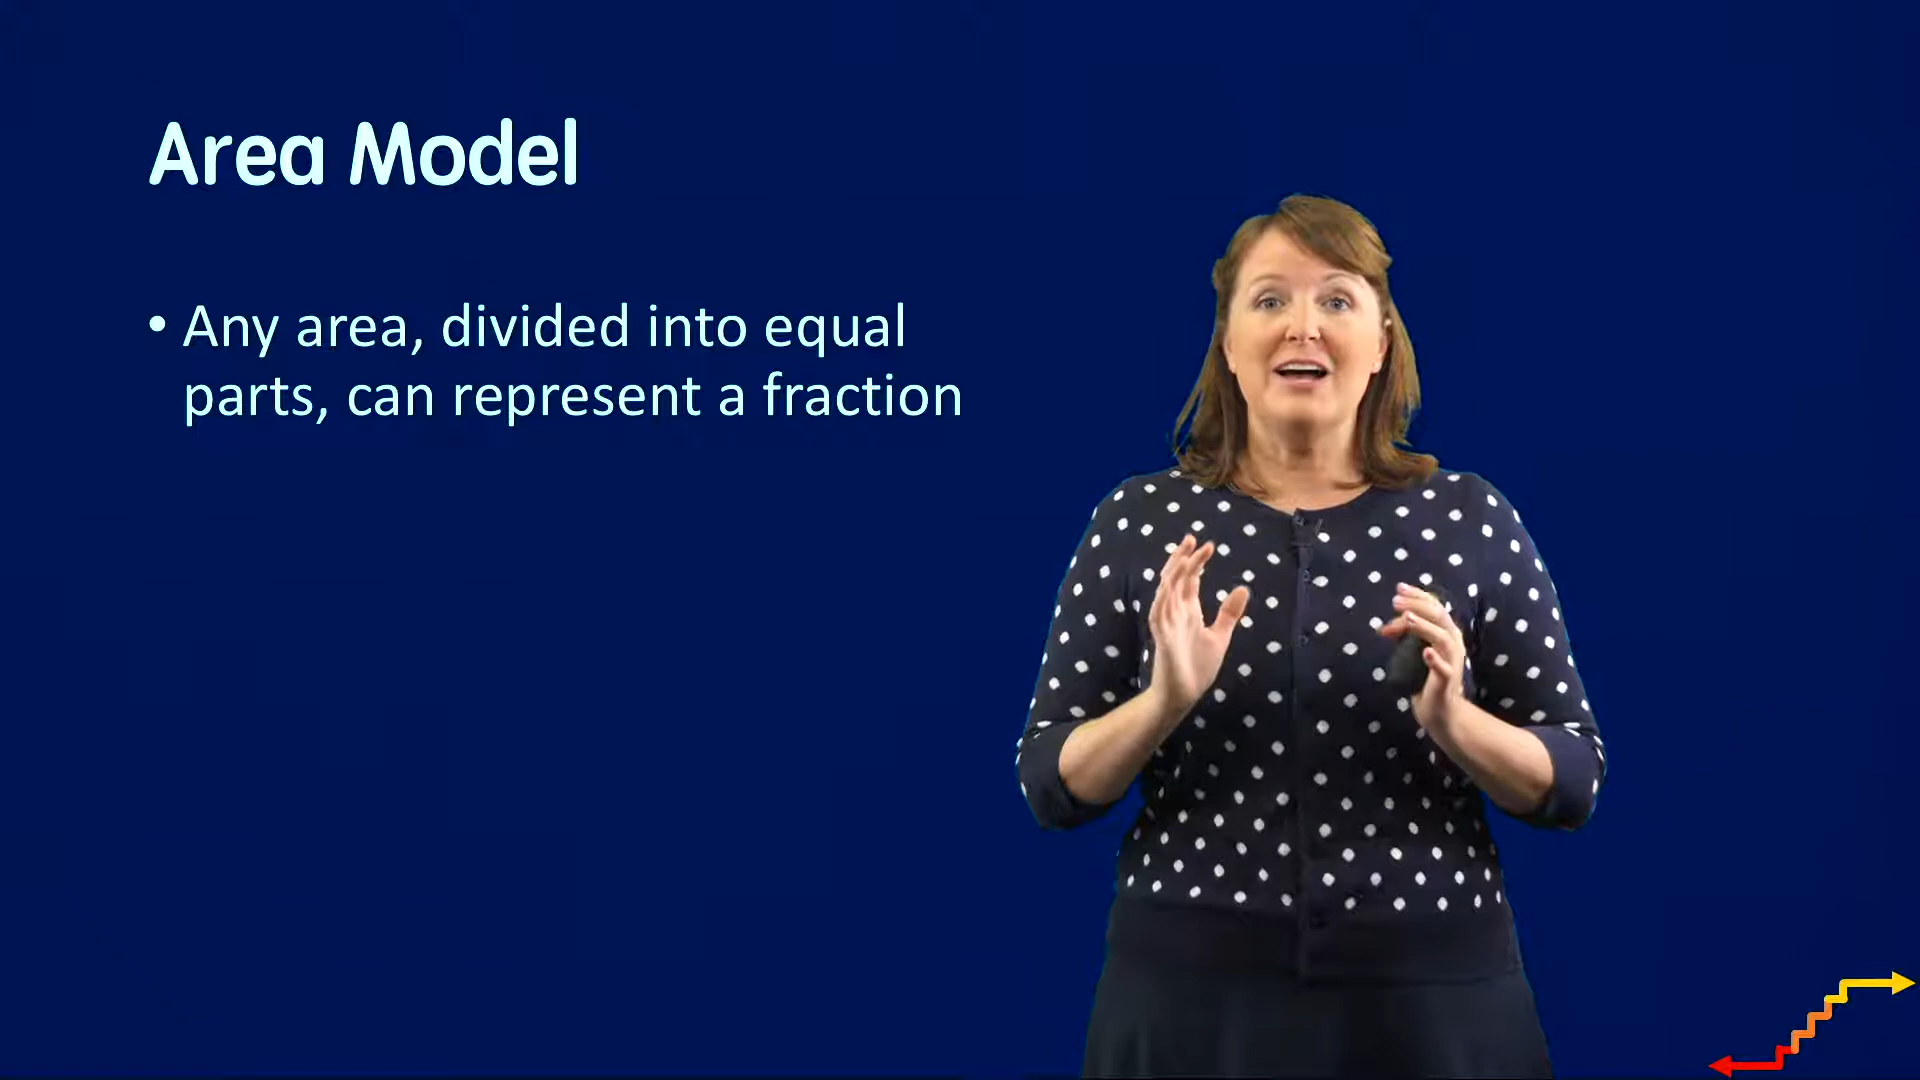 Area Model
• Any area, divided into equal
parts, can represent a fraction